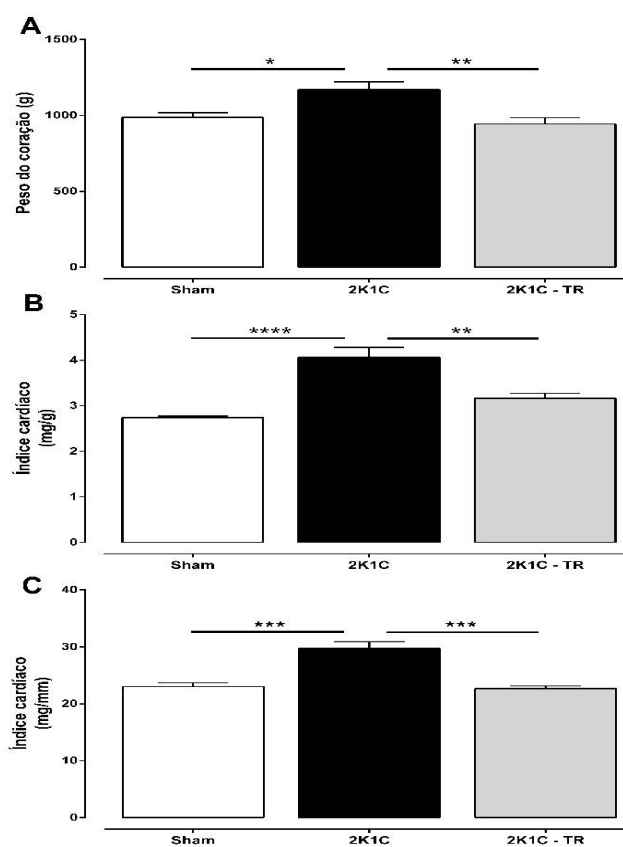 A
Peso do coração (g)
1500
1000
500
0
* **
Sham 2K1C 2K1C - TR
B
Índice cardíaco
(mg/g)
5
4
3
2
1
0
**** **
Sham 2K1C 2K1C - TR
C
Índice cardíaco
(mg/mm)
40
30
20
10
0
*** ***
Sham 2K1C 2K1C - TR